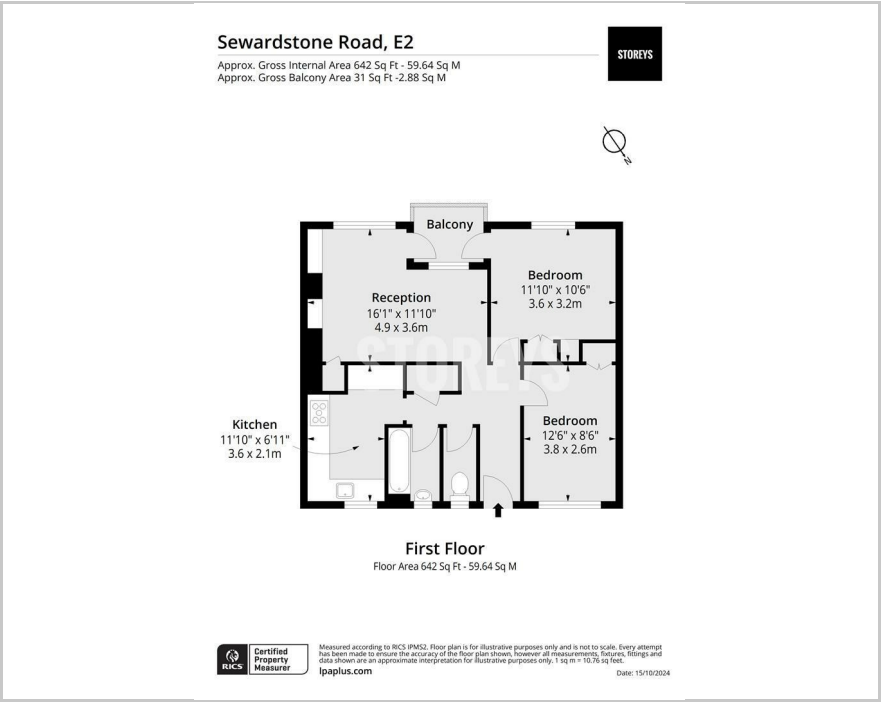 Sewardstone Road, E2
Approx. Gross Internal Area 642 Sq Ft - 59.64 Sq M
Approx. Gross Balcony Area 31 Sq Ft -2.88 Sq M
STOREYS
N
Balcony
Bedroom
11'10" x 10'6"
3.6 x 3.2m
Reception
16'1" x 11'10"
4.9 x 3.6m
STOREYS
Kitchen
11'10" x 6'11"
3.6 x 2.1m
Bedroom
12'6" x 8'6"
3.8 x 2.6m
First Floor
Floor Area 642 Sq Ft - 59.64 Sq M
RICS
Certified
Property
Measurer
Measured according to RICS IPMS2. Floor plan is for illustrative purposes only and is not to scale. Every attempt
has been made to ensure the accuracy of the floor plan shown, however all measurements, fixtures, fittings and
data shown are an approximate interpretation for illustrative purposes only. 1 sq m = 10.76 sq feet.
lpaplus.com
Date: 15/10/2024